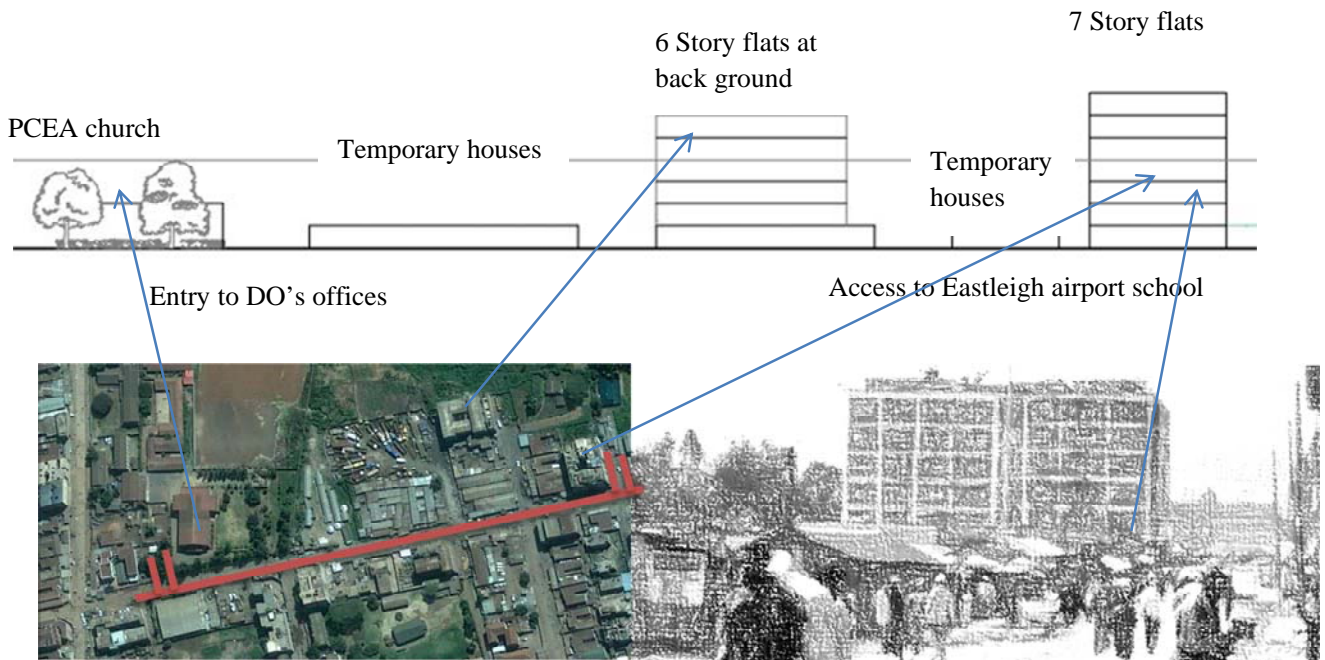 7 Story flats
6 Story flats at
back ground
PCEA church
Temporary houses
Temporary
houses
Entry to DO’s offices
Access to Eastleigh airport school